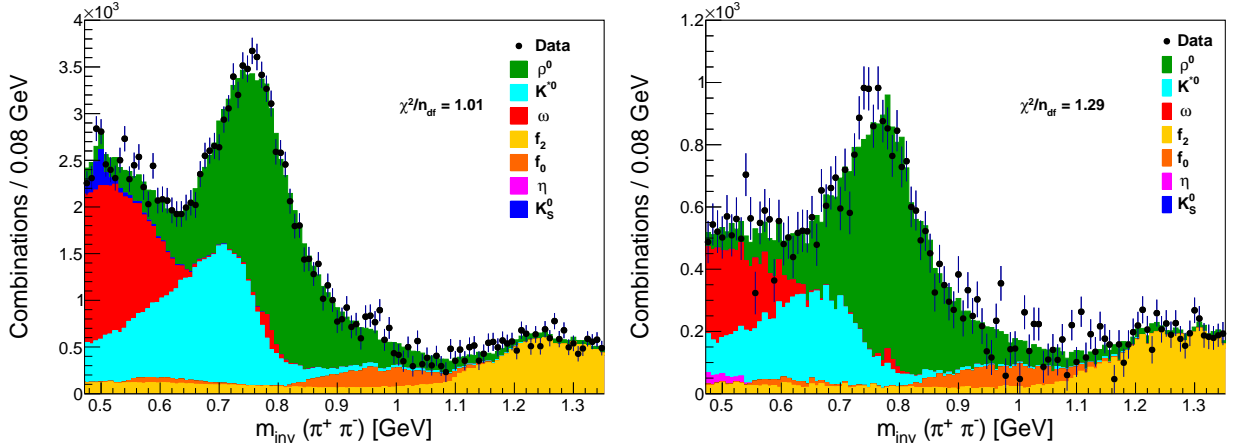 ×10³
Combinations / 0.08 GeV
4
3.5
3
2.5
2
1.5
1
0.5
0
0.5 0.6 0.7 0.8 0.9 1 1.1 1.2 1.3
m_inv (π⁺ π⁻) [GeV]
χ²/n_df = 1.01
Data
ρ⁰
K*⁰
ω
f₂
f₀
η
K⁰_S
×10³
Combinations / 0.08 GeV
1.2
1
0.8
0.6
0.4
0.2
0
0.5 0.6 0.7 0.8 0.9 1 1.1 1.2 1.3
m_inv (π⁺ π⁻) [GeV]
χ²/n_df = 1.29
Data
ρ⁰
K*⁰
ω
f₂
f₀
η
K⁰_S